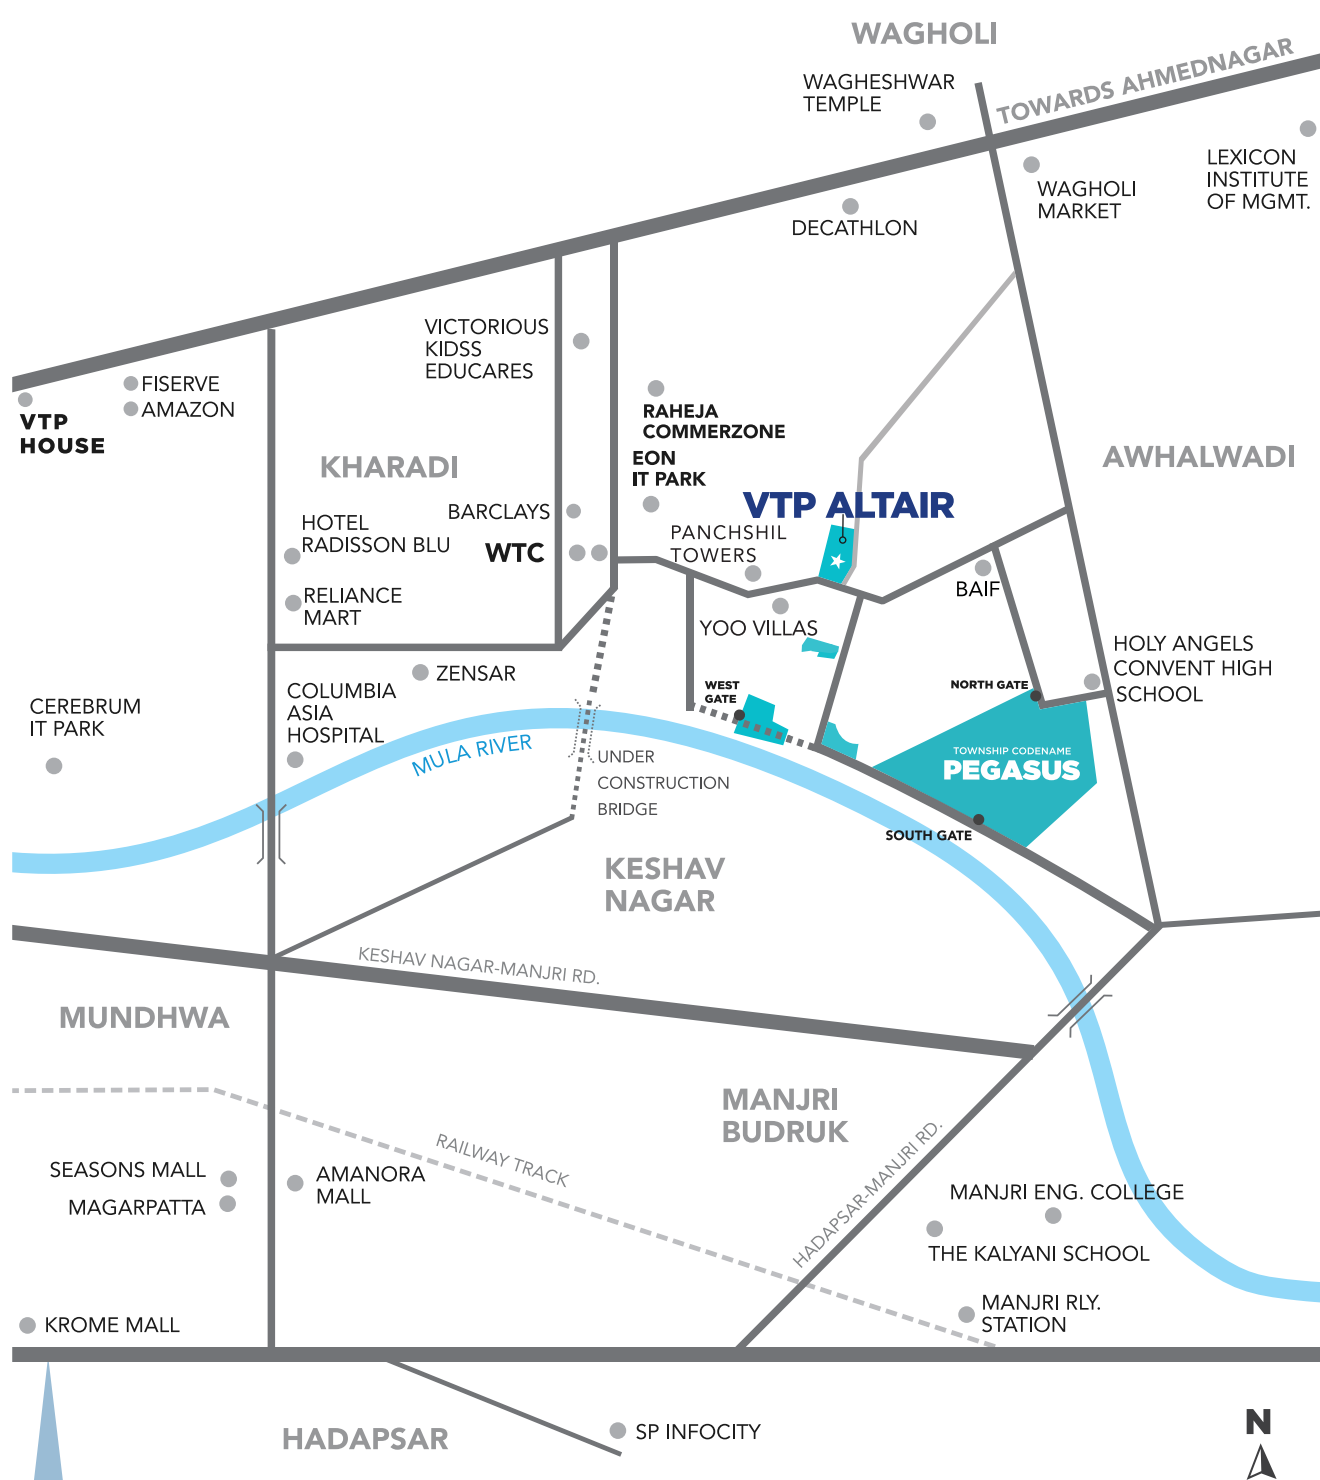 WAGHOLI
WAGHESHWAR
TEMPLE
TOWARDS AHMEDNAGAR
LEXICON
INSTITUTE
OF MGMT.
WAGHOLI
MARKET
DECATHLON
VICTORIOUS
KIDSS
EDUCARES
FISERVE
AMAZON
VTP
HOUSE
RAHEJA
COMMERZONE
KHARADI
EON
IT PARK
AWHALWADI
VTP ALTAIR
BARCLAYS
HOTEL
RADISSON BLU
WTC
PANCHSHIL
TOWERS
BAIF
RELIANCE
MART
YOO VILLAS
HOLY ANGELS
CONVENT HIGH
SCHOOL
ZENSAR
WEST
GATE
NORTH GATE
COLUMBIA
ASIA
HOSPITAL
CEREBRUM
IT PARK
MULA RIVER
UNDER
CONSTRUCTION
BRIDGE
TOWNSHIP CODENAME
PEGASUS
SOUTH GATE
KESHAV
NAGAR
KESHAV NAGAR-MANJRI RD.
MUNDHWA
MANJRI
BUDRUK
RAILWAY TRACK
HADAPSAR-MANJRI RD.
SEASONS MALL
MAGARPATTA
AMANORA
MALL
MANJRI ENG. COLLEGE
THE KALYANI SCHOOL
MANJRI RLY.
STATION
KROME MALL
SP INFOCITY
HADAPSAR
N